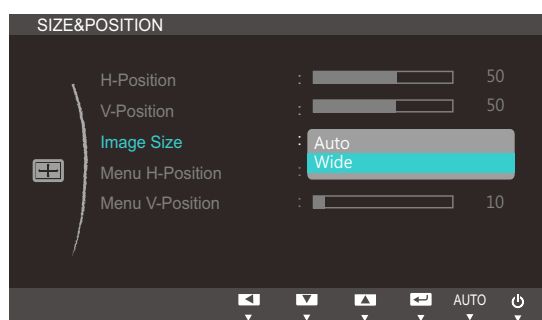 SIZE&POSITION
H-Position : 50
V-Position : 50
Image Size : Auto
Wide
Menu H-Position :
Menu V-Position : 10
AUTO